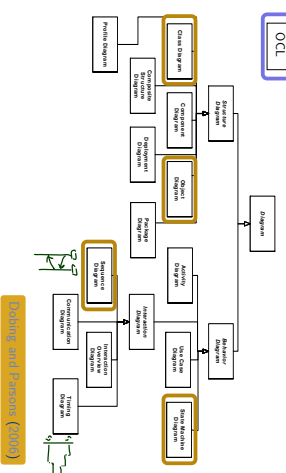 OCL
Diagram
Structure
Diagram
Behavior
Diagram
Class Diagram
Component
Diagram
Object
Diagram
Activity
Diagram
Use Case
Diagram
State Machine
Diagram
Profile Diagram
Composite
Structure
Diagram
Deployment
Diagram
Package
Diagram
Interaction
Diagram
Sequence
Diagram
Communication
Diagram
Interaction
Overview
Diagram
Timing
Diagram
Dobing and Parsons (2006)